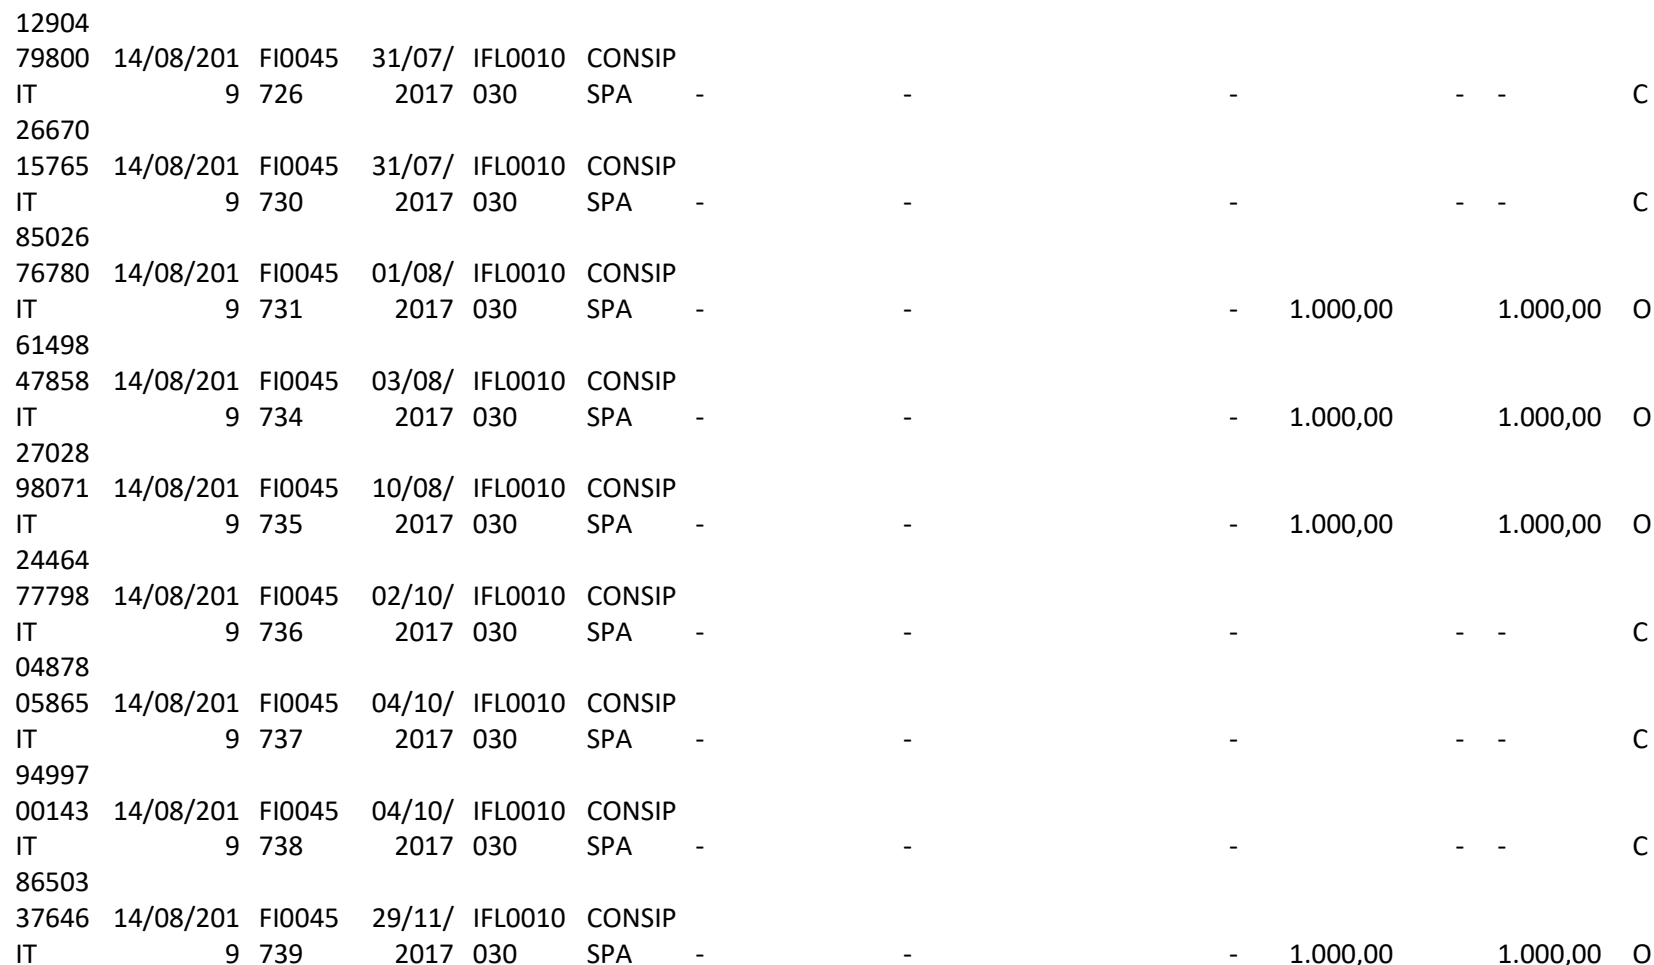 12904
79800 14/08/201 FI0045 31/07/ IFL0010 CONSIP
IT 9 726 2017 030 SPA - - - - - C
26670
15765 14/08/201 FI0045 31/07/ IFL0010 CONSIP
IT 9 730 2017 030 SPA - - - - - C
85026
76780 14/08/201 FI0045 01/08/ IFL0010 CONSIP
IT 9 731 2017 030 SPA - - - 1.000,00 1.000,00 O
61498
47858 14/08/201 FI0045 03/08/ IFL0010 CONSIP
IT 9 734 2017 030 SPA - - - 1.000,00 1.000,00 O
27028
98071 14/08/201 FI0045 10/08/ IFL0010 CONSIP
IT 9 735 2017 030 SPA - - - 1.000,00 1.000,00 O
24464
77798 14/08/201 FI0045 02/10/ IFL0010 CONSIP
IT 9 736 2017 030 SPA - - - - - C
04878
05865 14/08/201 FI0045 04/10/ IFL0010 CONSIP
IT 9 737 2017 030 SPA - - - - - C
94997
00143 14/08/201 FI0045 04/10/ IFL0010 CONSIP
IT 9 738 2017 030 SPA - - - - - C
86503
37646 14/08/201 FI0045 29/11/ IFL0010 CONSIP
IT 9 739 2017 030 SPA - - - 1.000,00 1.000,00 O